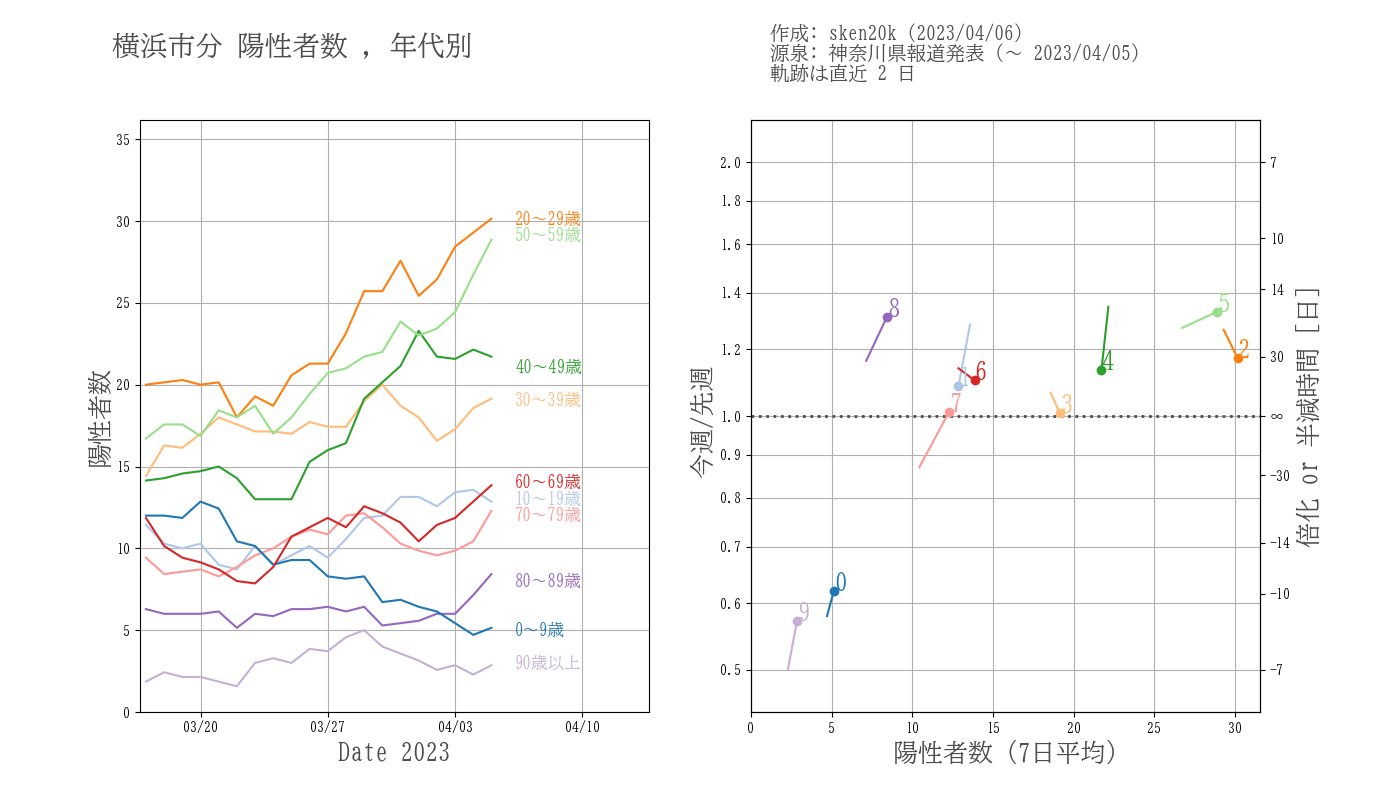 横浜市分 陽性者数 , 年代別
作成: sken20k (2023/04/06)
源泉: 神奈川県報道発表 (〜 2023/04/05)
軌跡は直近 2 日
陽性者数
35
30
25
20
15
10
5
0
20〜29歳
50〜59歳
40〜49歳
30〜39歳
60〜69歳
10〜19歳
70〜79歳
80〜89歳
0〜9歳
90歳以上
03/20 03/27 04/03 04/10
Date 2023
今週/先週
2.0
1.8
1.6
1.4
1.2
1.0
0.9
0.8
0.7
0.6
0.5
8
5
2
4
6
1
3
7
0
9
7
10
14
30
∞
-30
-14
-10
-7
倍化 or 半減時間 [日]
0 5 10 15 20 25 30
陽性者数 (7日平均)